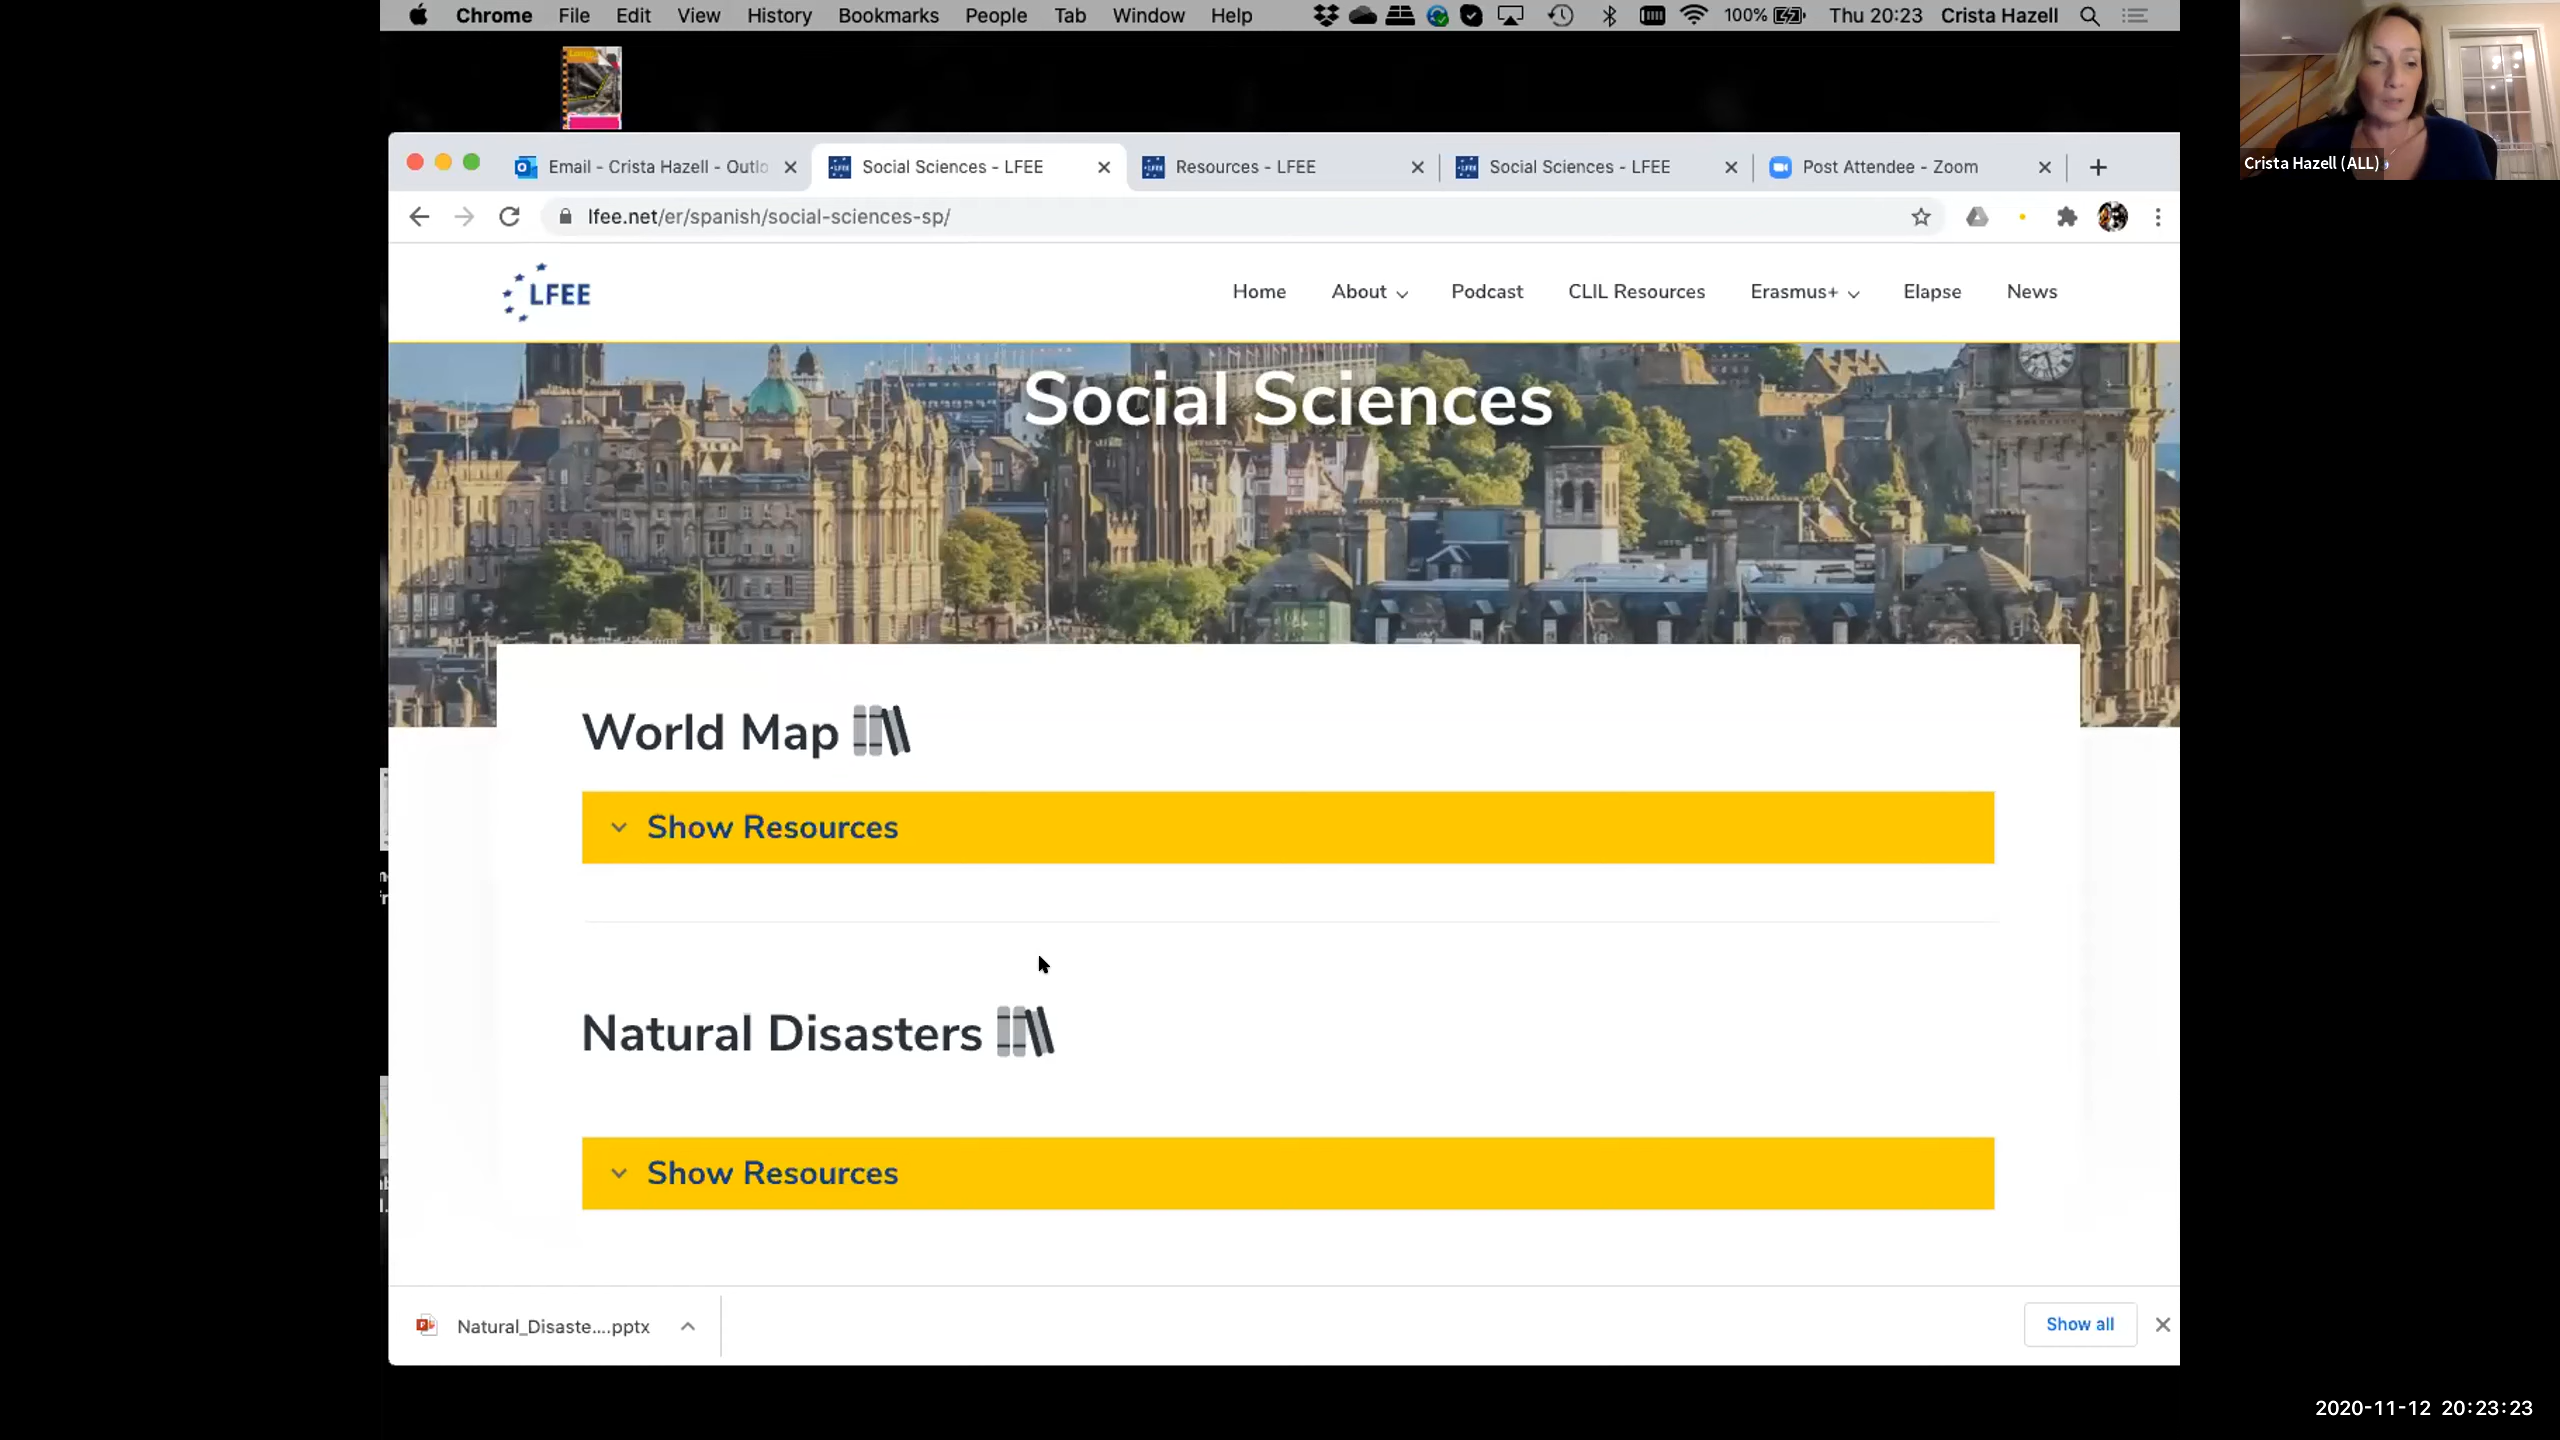 Chrome File Edit View History Bookmarks People Tab Window Help 100% Thu 20:23 Crista Hazell
Email - Crista Hazell - Outlo
Social Sciences - LFEE
Resources - LFEE
Social Sciences - LFEE
Post Attendee - Zoom
lfee.net/er/spanish/social-sciences-sp/
LFEE
Home About Podcast CLIL Resources Erasmus+ Elapse News
Social Sciences
World Map
Show Resources
Natural Disasters
Show Resources
Natural_Disaste....pptx
Show all
Crista Hazell (ALL)
2020-11-12 20:23:23